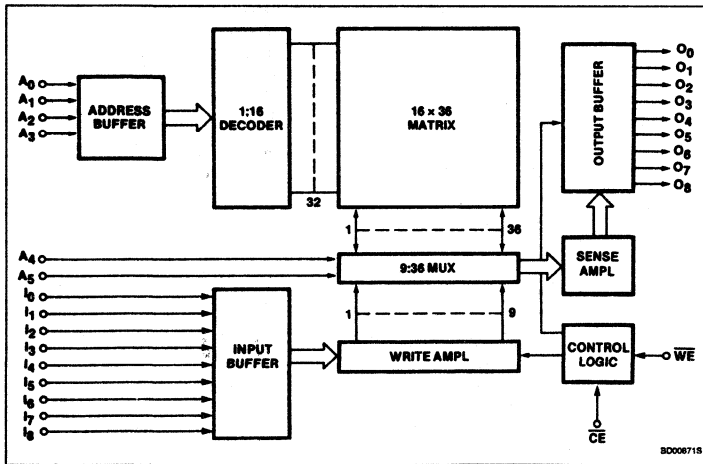 A0
A1
A2
A3
ADDRESS
BUFFER
1:16
DECODER
32
16 × 36
MATRIX
OUTPUT BUFFER
O0
O1
O2
O3
O4
O5
O6
O7
O8
1
36
A4
A5
9:36 MUX
SENSE
AMPL
I0
I1
I2
I3
I4
I5
I6
I7
I8
INPUT
BUFFER
1
9
WRITE AMPL
CONTROL
LOGIC
WE
CE
BD00671S